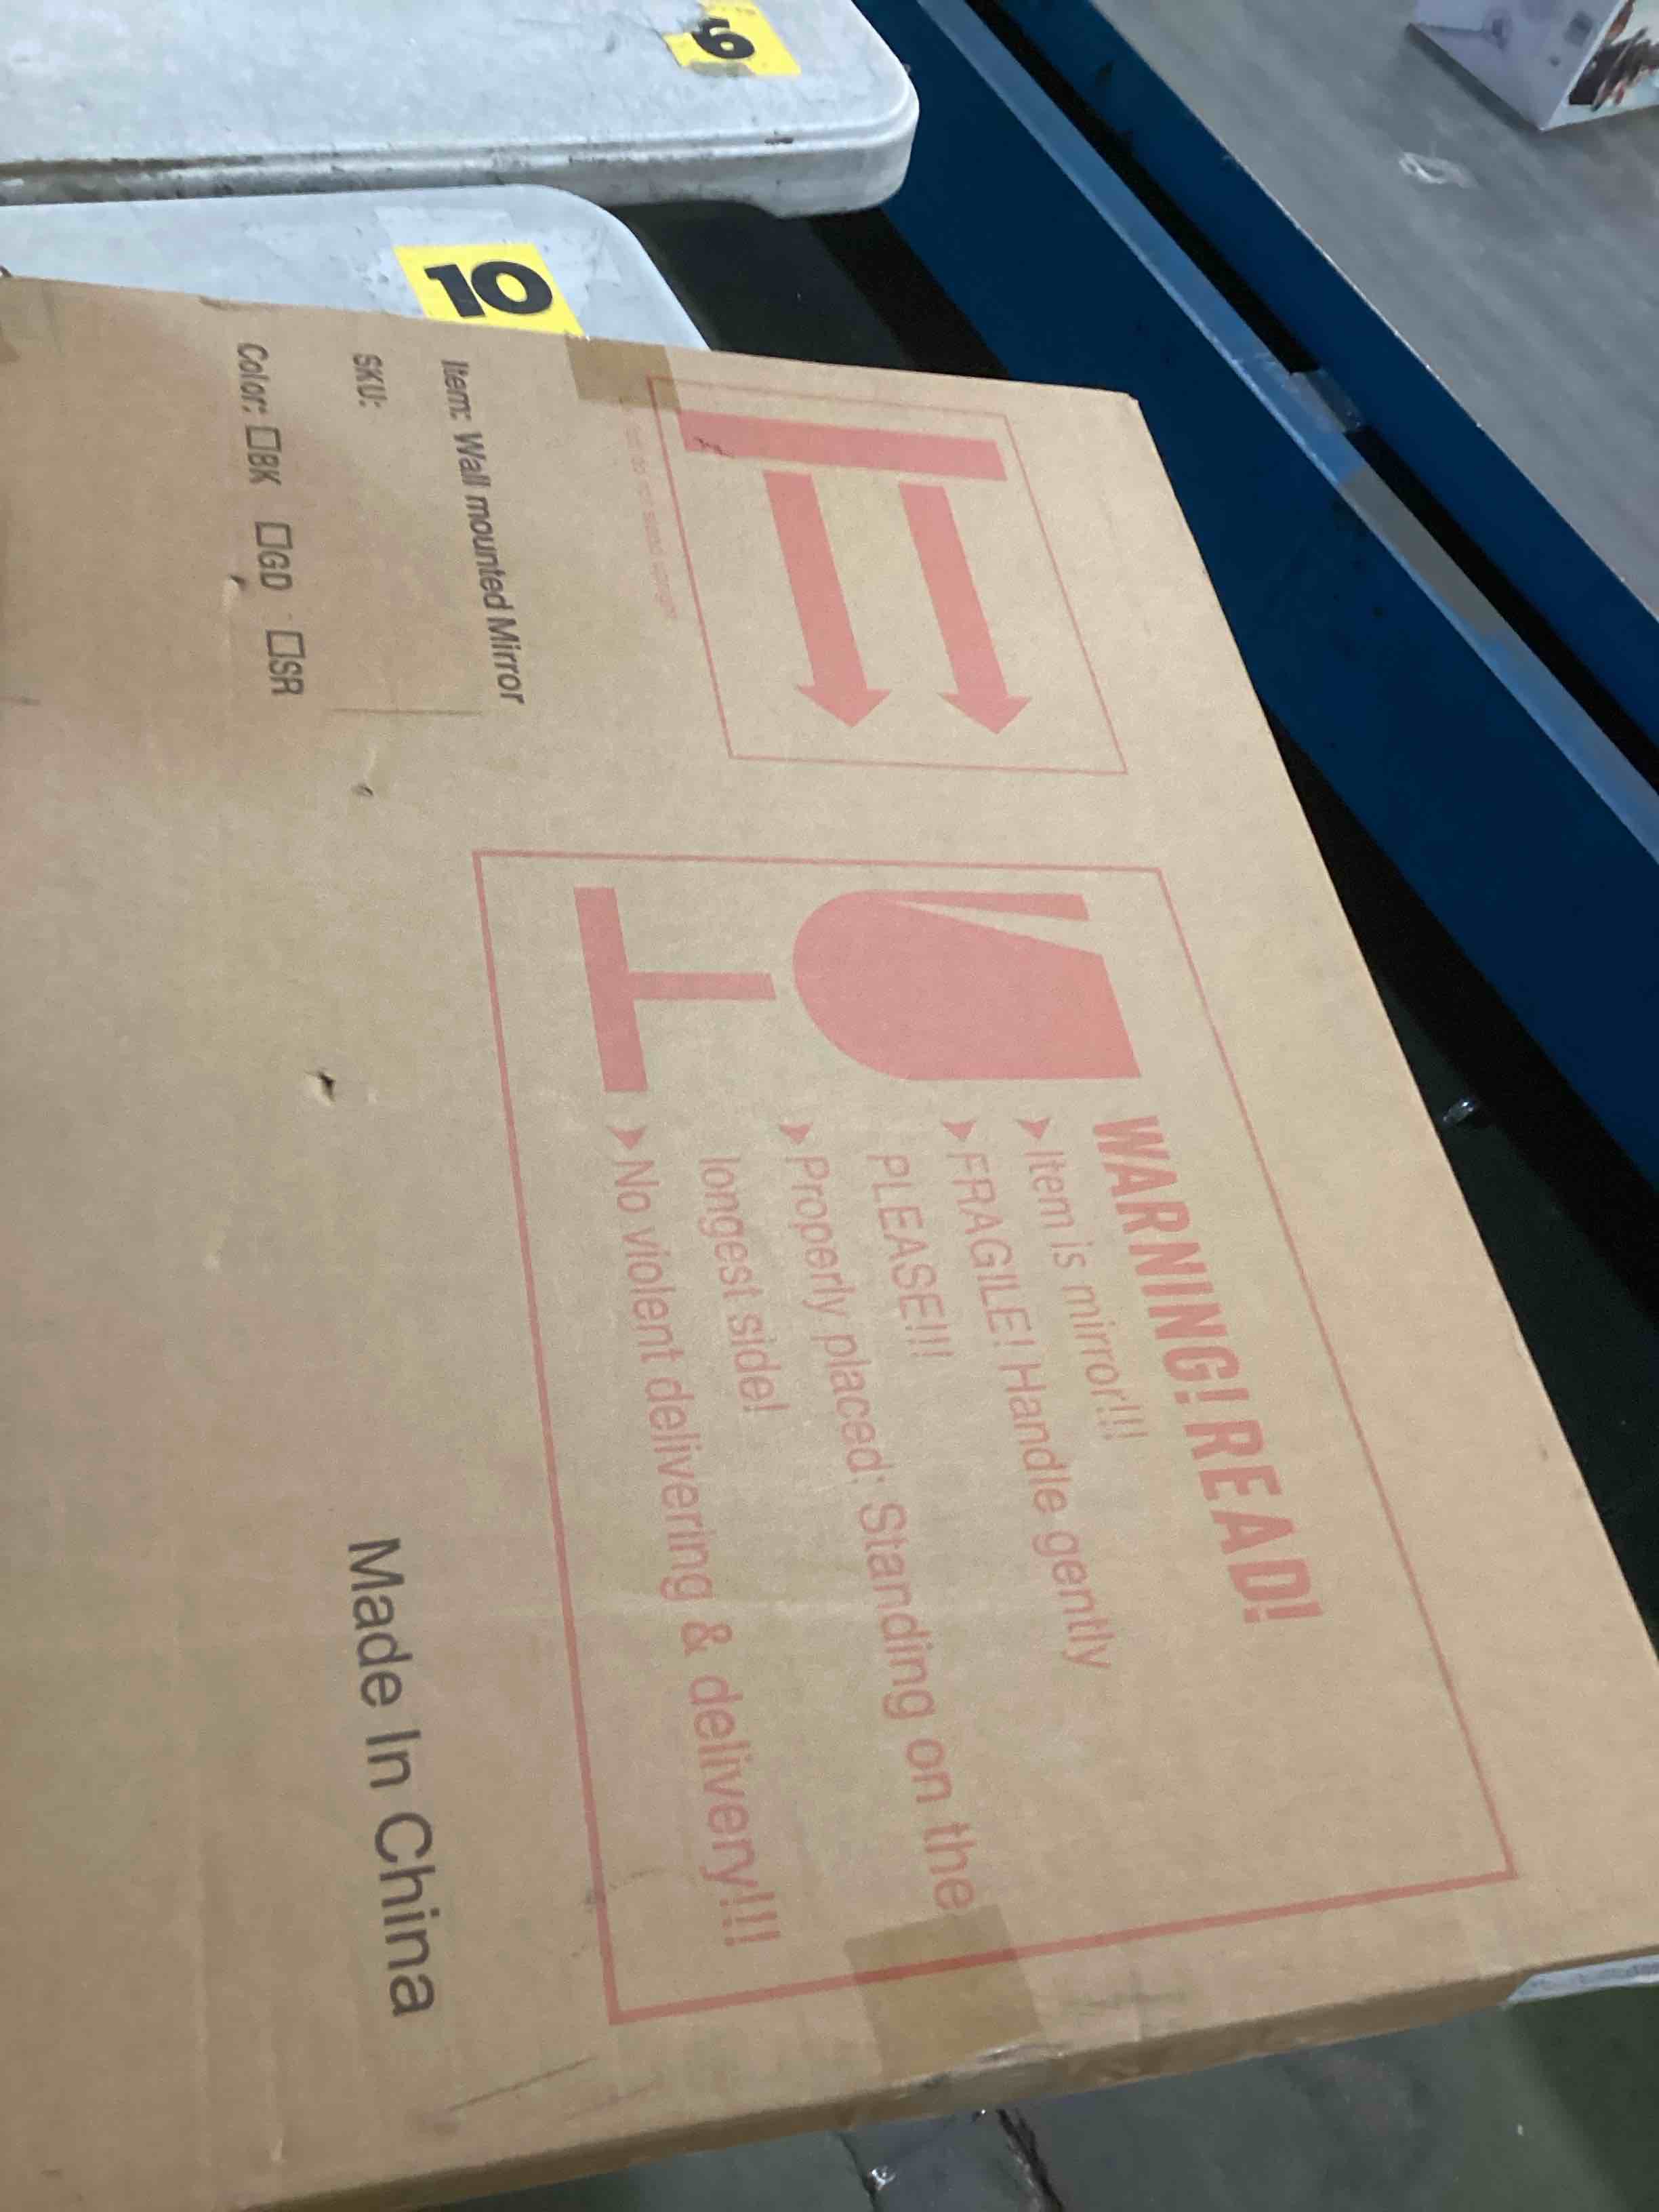 WARNING! READ!
➤Item is mirror!!!
➤FRAGILE! Handle gently
PLEASE!!!
➤Properly placed: Standing on the
longest side!
➤No violent delivering & delivery!!!
Item: Wall mounted Mirror
SKU:
Color: ☐BK ☐GD ☐SR
Made In China
10
9